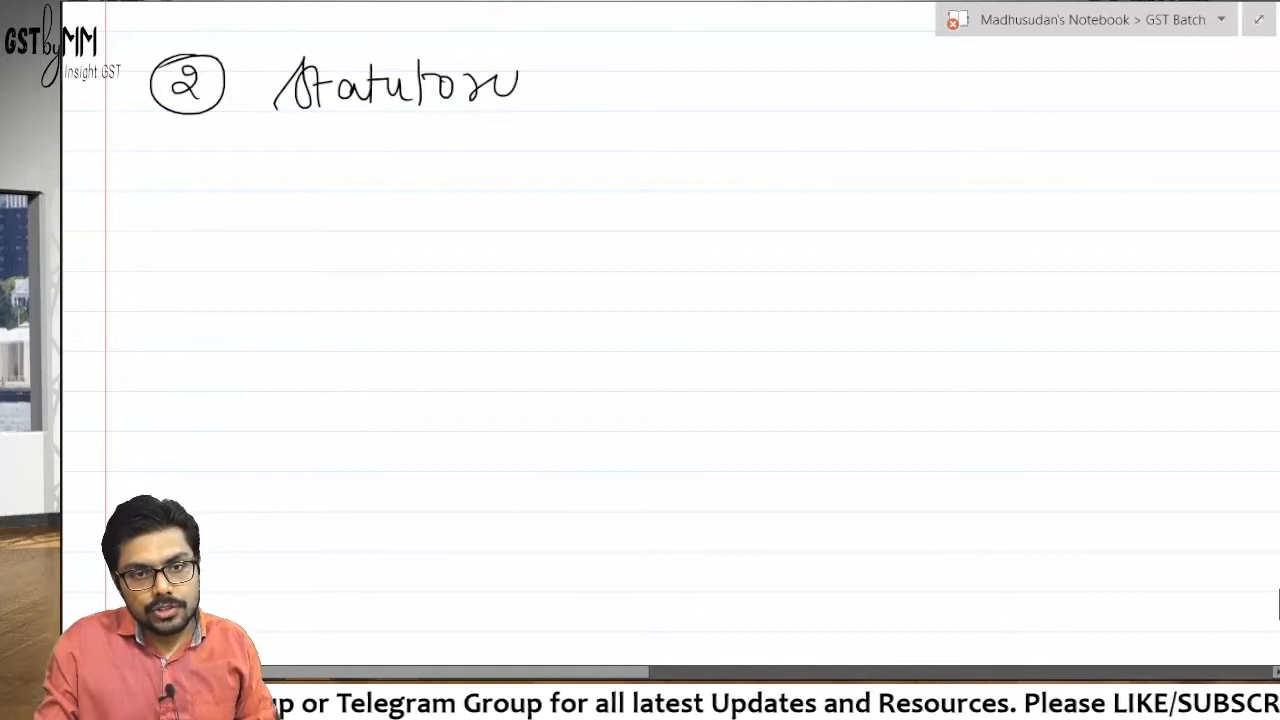 GST by MM
Insight GST
Madhusudan's Notebook > GST Batch
② Statutory
up or Telegram Group for all latest Updates and Resources. Please LIKE/SUBSCR